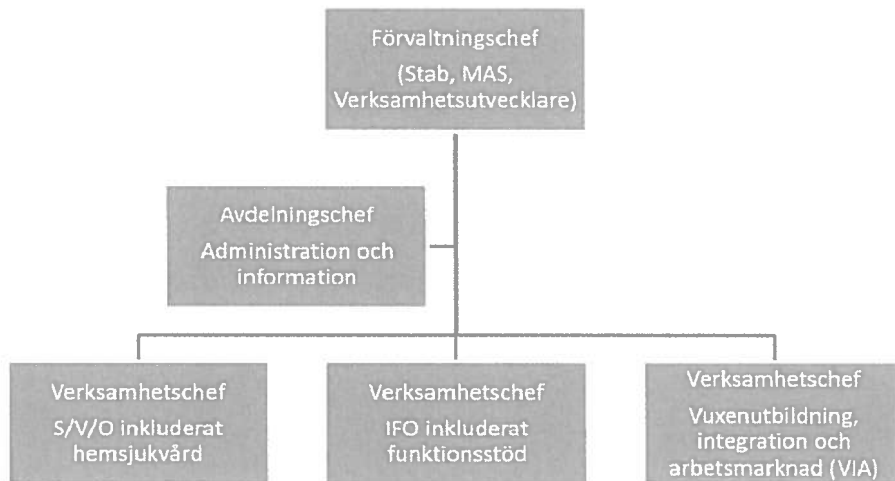 Förvaltningschef
(Stab, MAS,
Verksamhetsutvecklare)
Avdelningschef
Administration och
information
Verksamhetschef
S/V/O inkluderat
hemsjukvård
Verksamhetschef
IFO inkluderat
funktionsstöd
Verksamhetschef
Vuxenutbildning,
integration och
arbetsmarknad (VIA)